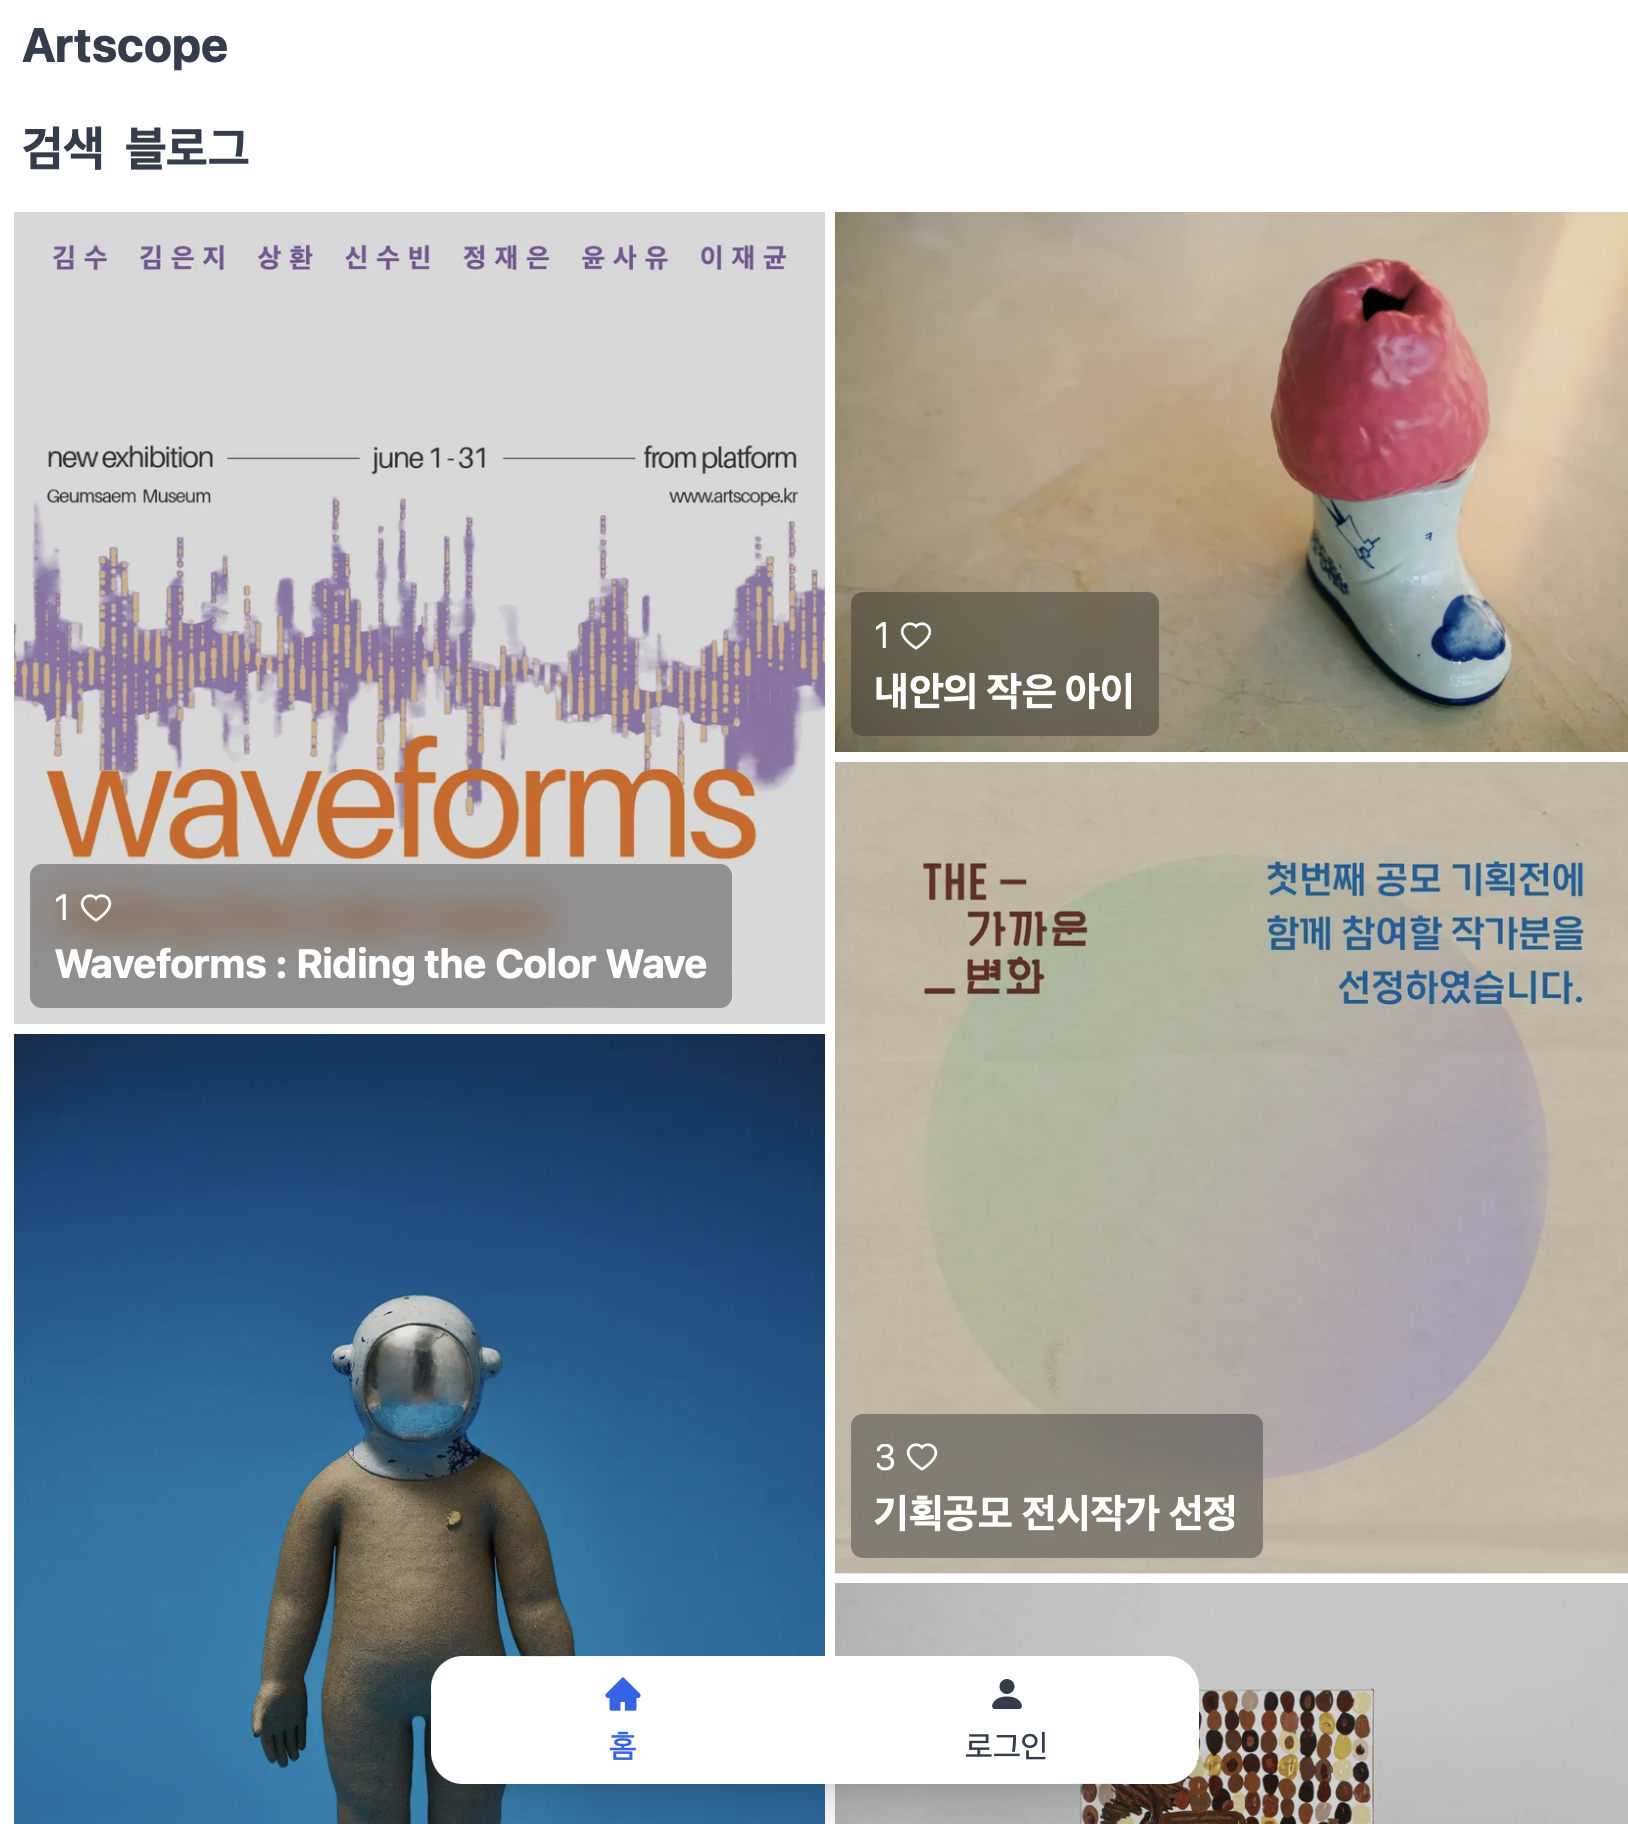 Artscope
검색 블로그
김수 김은지 상환 신수빈 정재은 윤사유 이재균
new exhibition june 1 - 31 from platform
Geumsaem Museum www.artscope.kr
waveforms
1
Waveforms : Riding the Color Wave
1
내안의 작은 아이
THE –
가까운
_ 변화
첫번째 공모 기획전에
함께 참여할 작가분을
선정하였습니다.
3
기획공모 전시작가 선정
홈
로그인